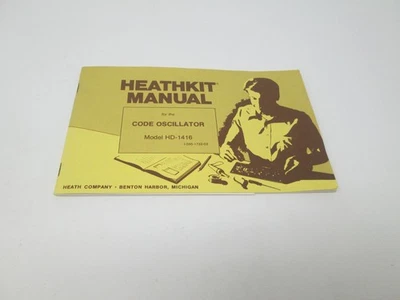 HEATHKIT®
MANUAL
for the
CODE OSCILLATOR
Model HD-1416
HEATH COMPANY • BENTON HARBOR, MICHIGAN